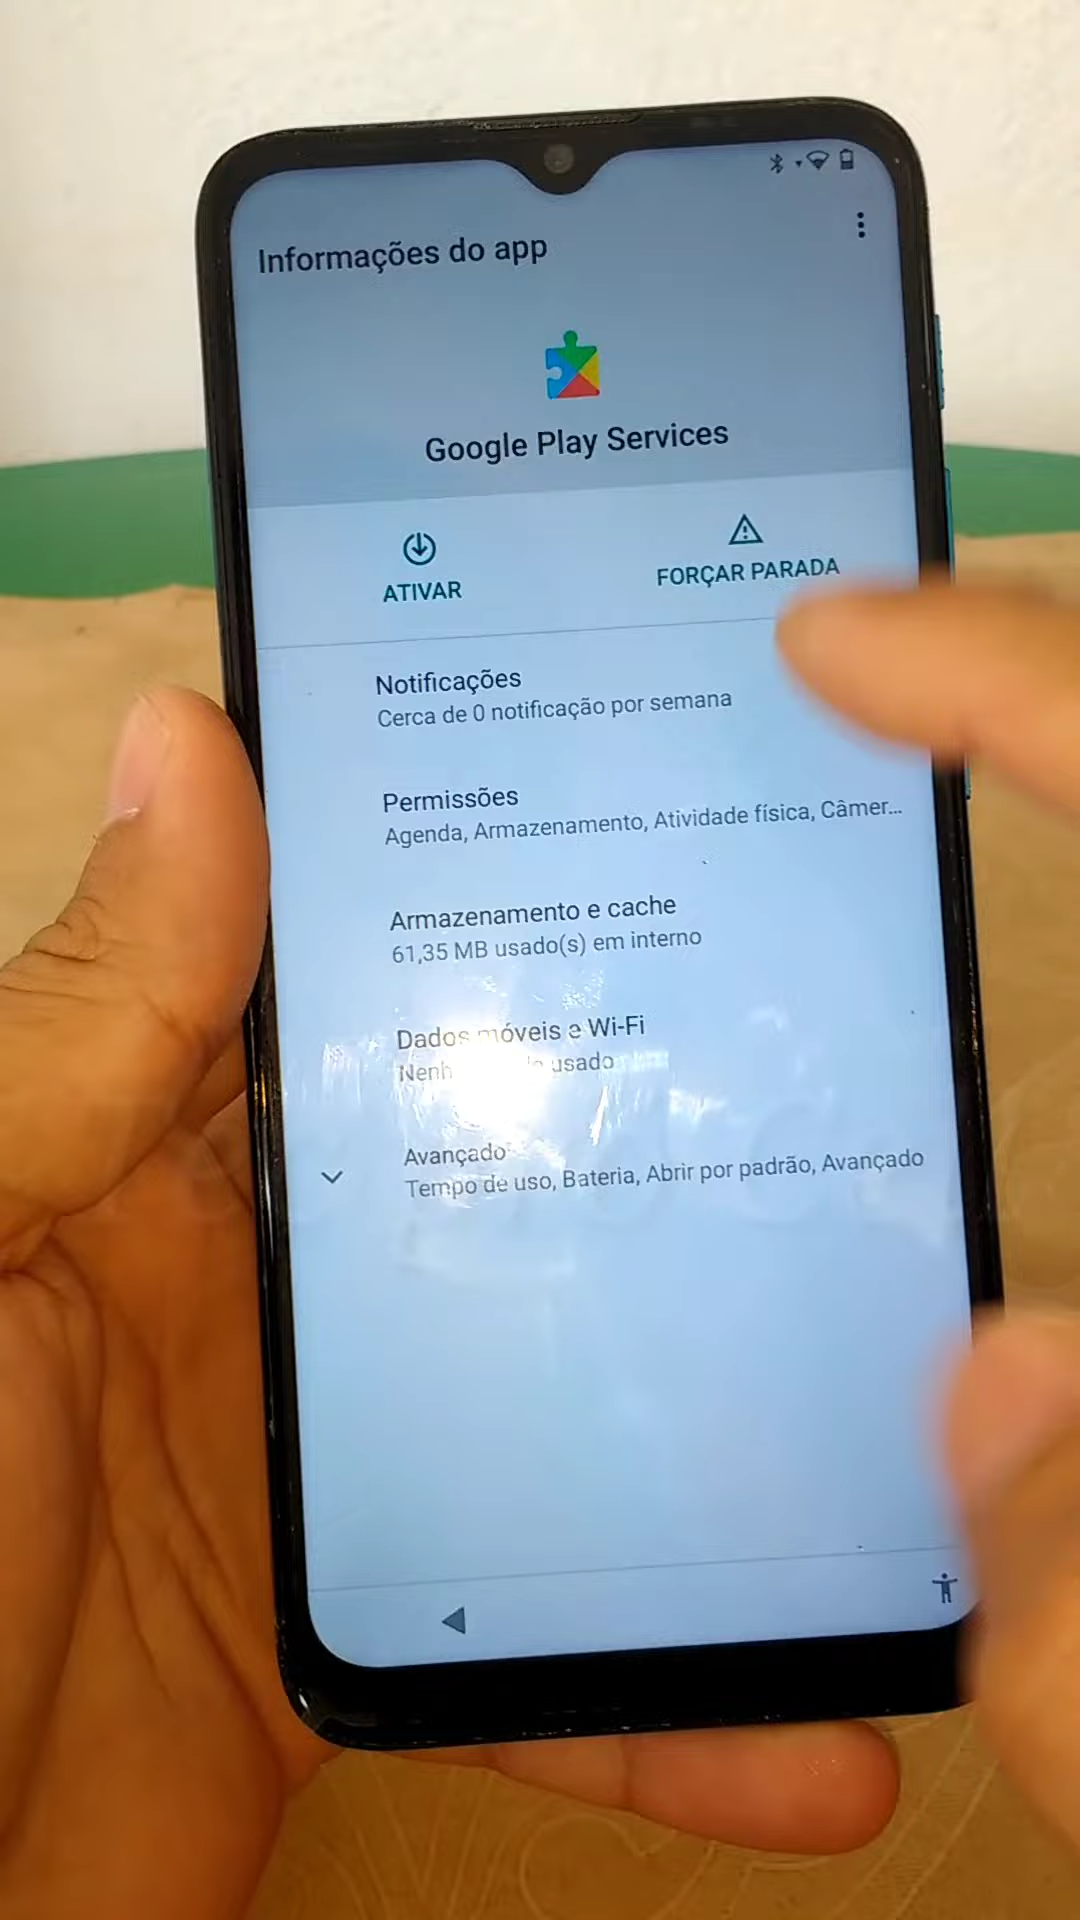 Informações do app
Google Play Services
ATIVAR
FORÇAR PARADA
Notificações
Cerca de 0 notificação por semana
Permissões
Agenda, Armazenamento, Atividade física, Câmer...
Armazenamento e cache
61,35 MB usado(s) em interno
Dados móveis e Wi-Fi
usado
Avançado
Tempo de uso, Bateria, Abrir por padrão, Avançado